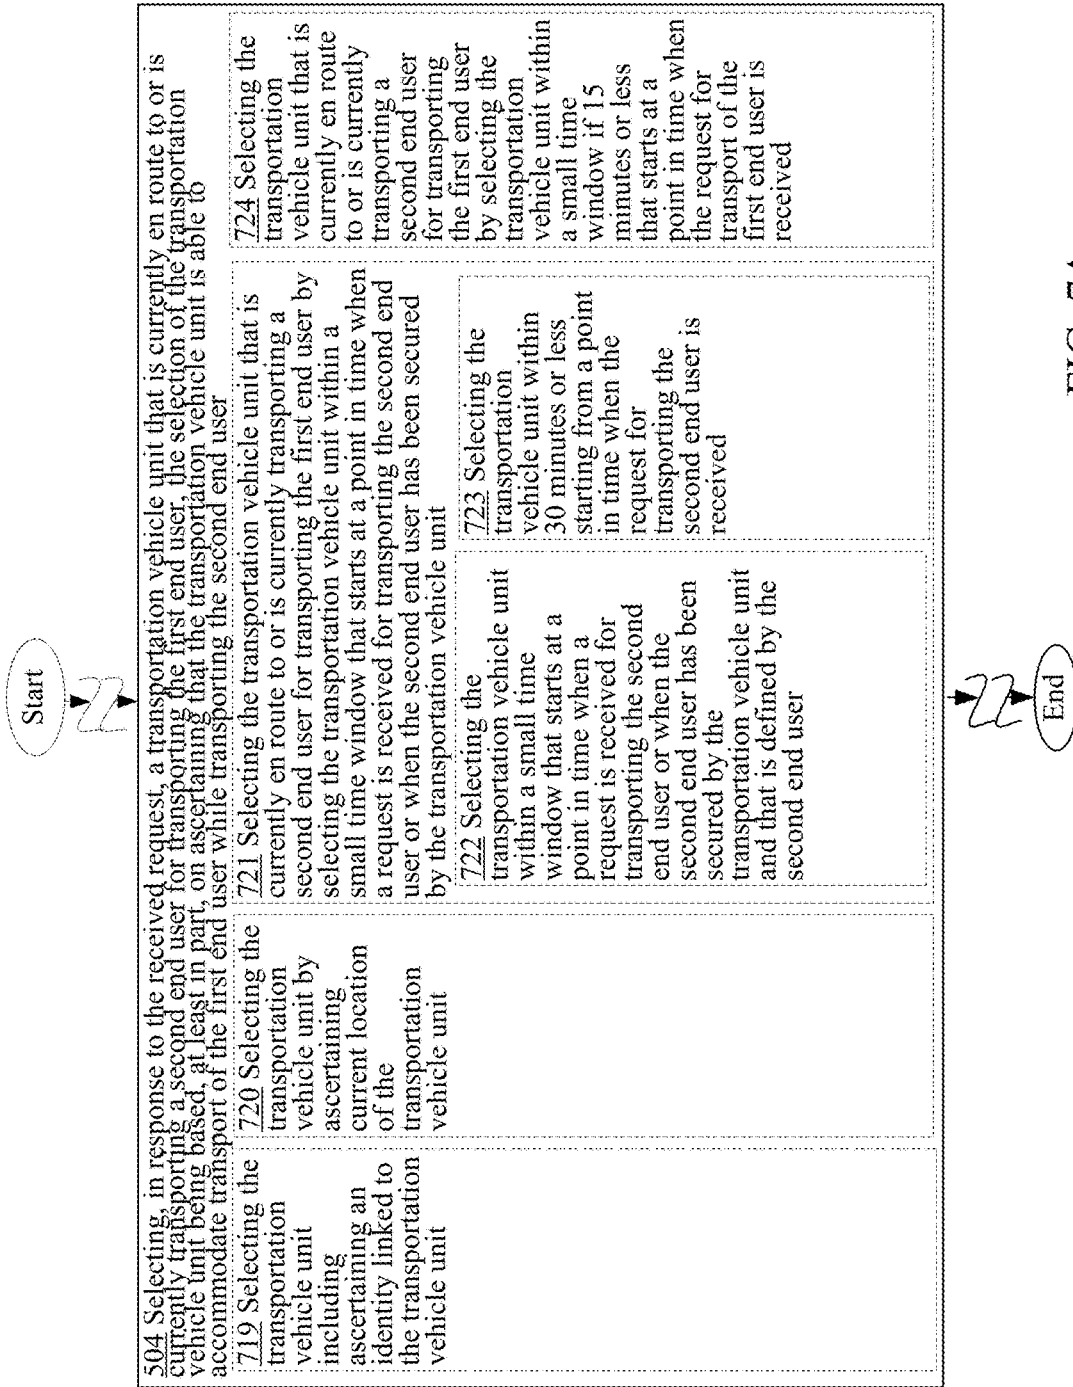 Start
504 Selecting, in response to the received request, a transportation vehicle unit that is currently en route to or is
currently transporting a second end user for transporting the first end user, the selection of the transportation
vehicle unit being based, at least in part, on ascertaining that the transportation vehicle unit is able to
accommodate transport of the first end user while transporting the second end user
719 Selecting the
transportation
vehicle unit
including
ascertaining an
identity linked to
the transportation
vehicle unit
720 Selecting the
transportation
vehicle unit by
ascertaining
current location
of the
transportation
vehicle unit
721 Selecting the transportation vehicle unit that is
currently en route to or is currently transporting a
second end user for transporting the first end user by
selecting the transportation vehicle unit within a
small time window that starts at a point in time when
a request is received for transporting the second end
user or when the second end user has been secured
by the transportation vehicle unit
722 Selecting the
transportation vehicle unit
within a small time
window that starts at a
point in time when a
request is received for
transporting the second
end user or when the
second end user has been
secured by the
transportation vehicle unit
and that is defined by the
second end user
723 Selecting the
transportation
vehicle unit within
30 minutes or less
starting from a point
in time when the
request for
transporting the
second end user is
received
724 Selecting the
transportation
vehicle unit that is
currently en route
to or is currently
transporting a
second end user
for transporting
the first end user
by selecting the
transportation
vehicle unit within
a small time
window if 15
minutes or less
that starts at a
point in time when
the request for
transport of the
first end user is
received
End